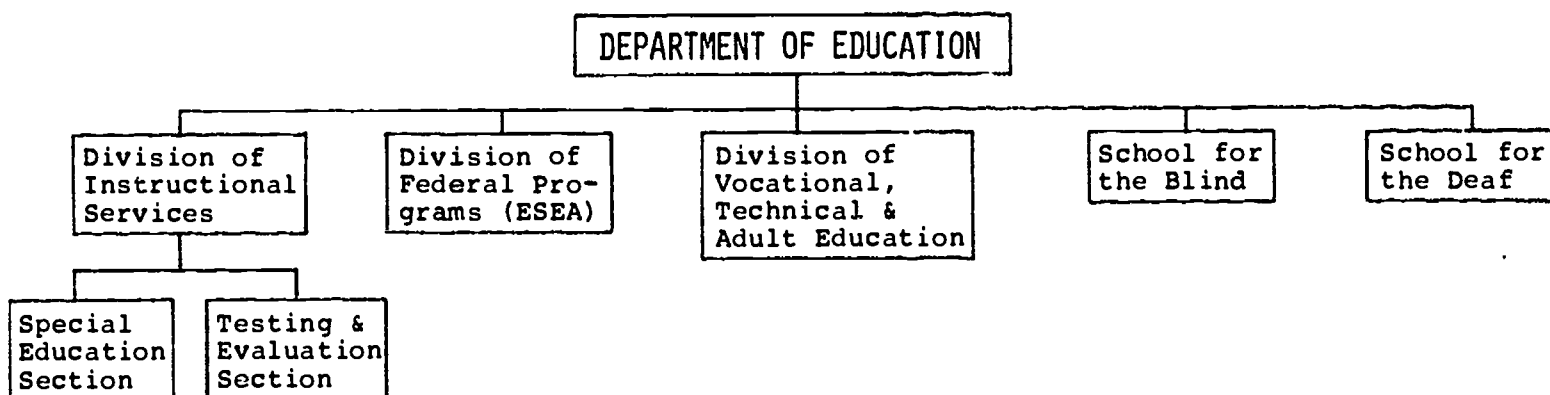 DEPARTMENT OF EDUCATION
Division of
Instructional
Services
Division of
Federal Pro-
grams (ESEA)
Division of
Vocational,
Technical &
Adult Education
School for
the Blind
School for
the Deaf
Special
Education
Section
Testing &
Evaluation
Section